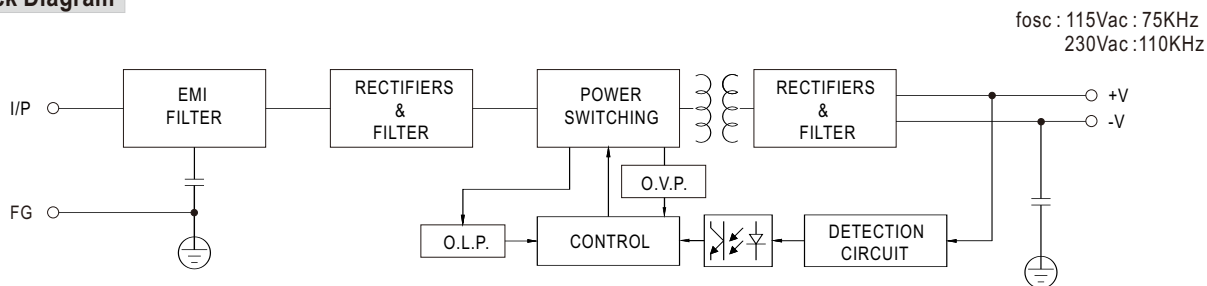 ck Diagram
fosc : 115Vac : 75KHz
230Vac :110KHz
I/P
EMI
FILTER
RECTIFIERS
&
FILTER
POWER
SWITCHING
RECTIFIERS
&
FILTER
+V
-V
O.V.P.
FG
O.L.P.
CONTROL
DETECTION
CIRCUIT